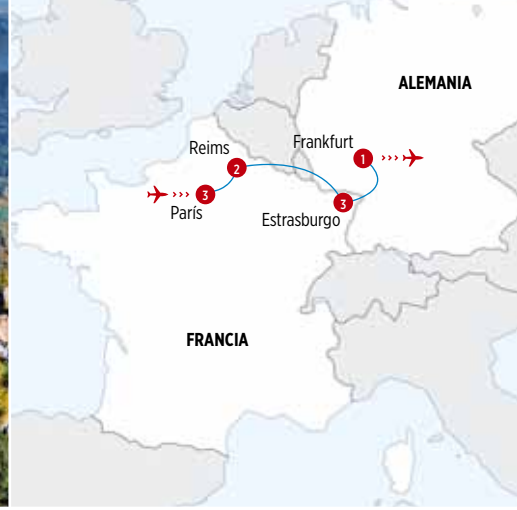 ALEMANIA
Frankfurt
1
Reims
2
3
París
3
Estrasburgo
FRANCIA